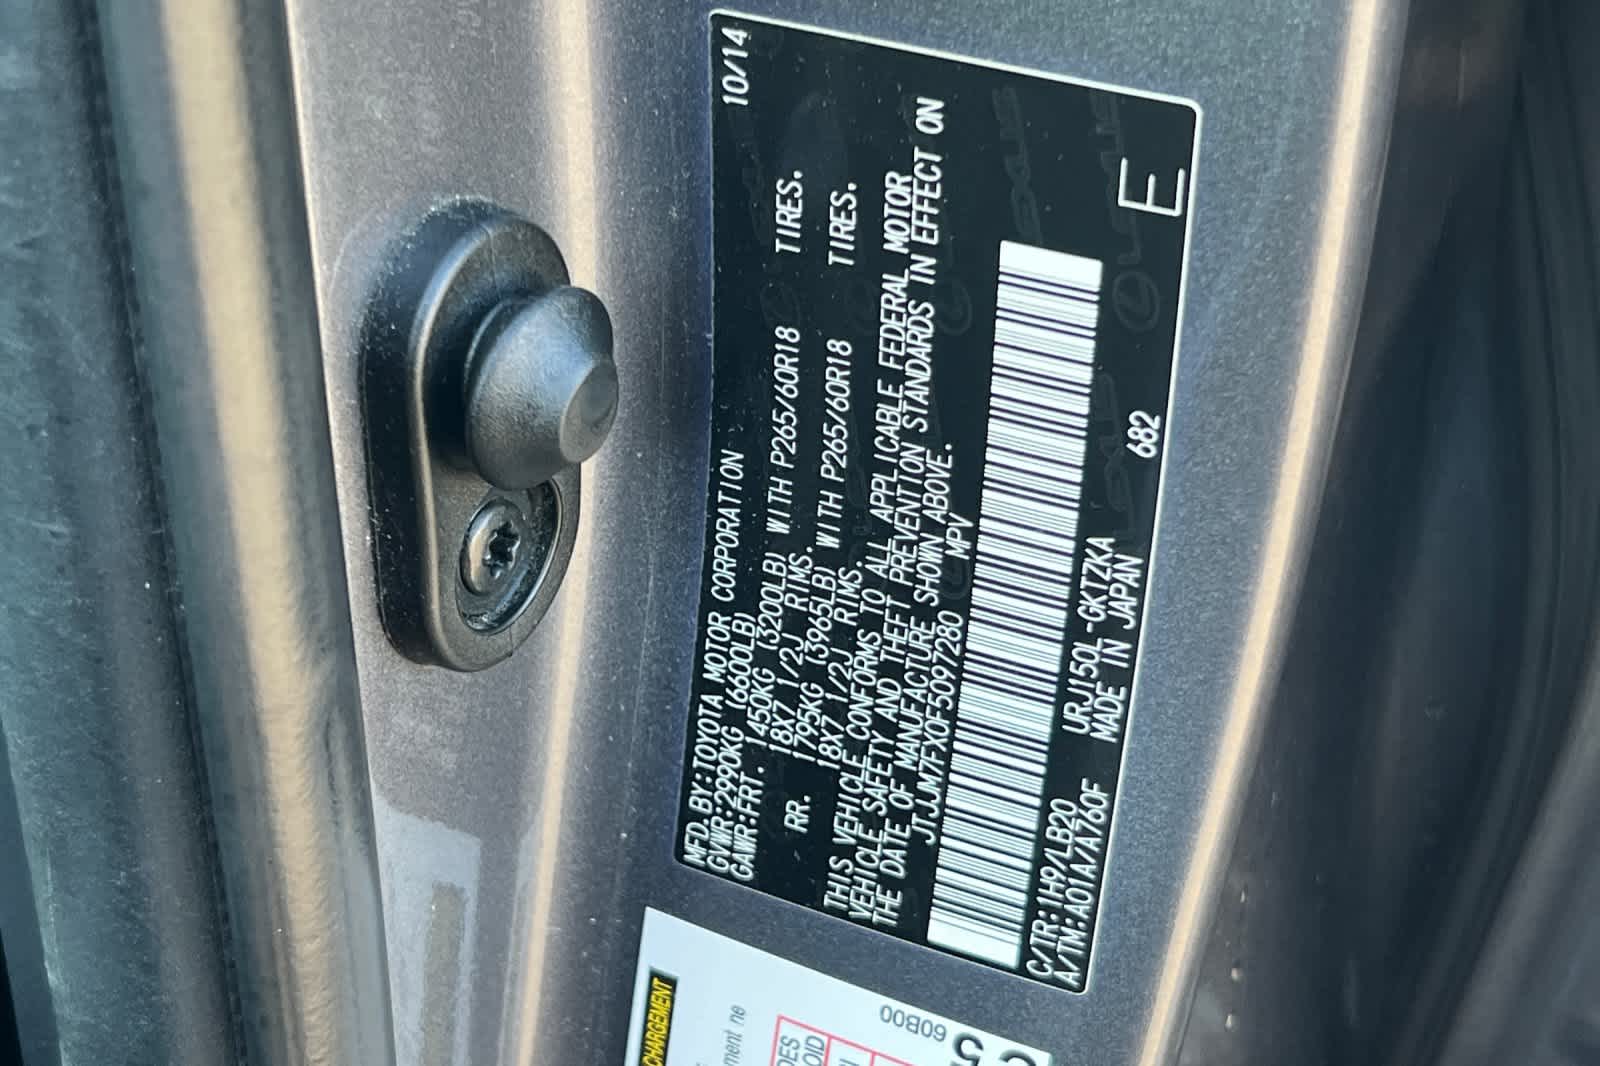 MFD. BY: TOYOTA MOTOR CORPORATION 10/14
GVWR: 2990KG (6600LB)
GAWR: FRT. 1450KG (3200LB) WITH P265/60R18 TIRES.
18X7 1/2J RIMS.
RR. 1795KG (3965LB) WITH P265/60R18 TIRES.
18X7 1/2J RIMS.
THIS VEHICLE CONFORMS TO ALL APPLICABLE FEDERAL MOTOR
VEHICLE SAFETY AND THEFT PREVENTION STANDARDS IN EFFECT ON
THE DATE OF MANUFACTURE SHOWN ABOVE.
JTJJM7FX0F5097280 MPV
E
C/TR: 1H9/LB20 URJ150L-GKTZKA
A/TM: A01A/A760F MADE IN JAPAN 682
LEXUS
CHARGEMENT
60B00